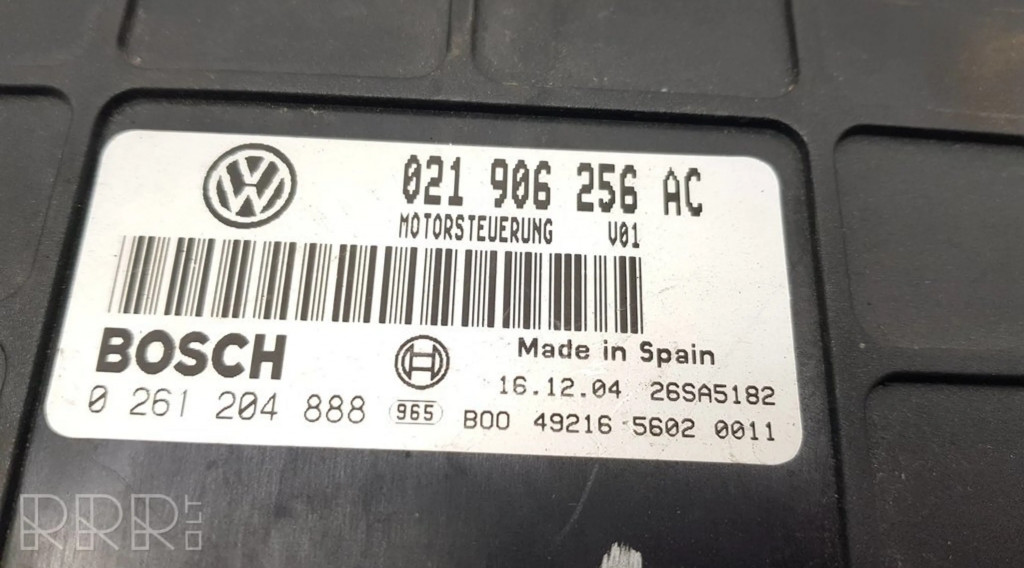 021 906 256 AC
MOTORSTEUERUNG V01
BOSCH
Made in Spain
16.12.04 26SA5182
0 261 204 888 965 B00 49216 5602 0011
RRR.LT